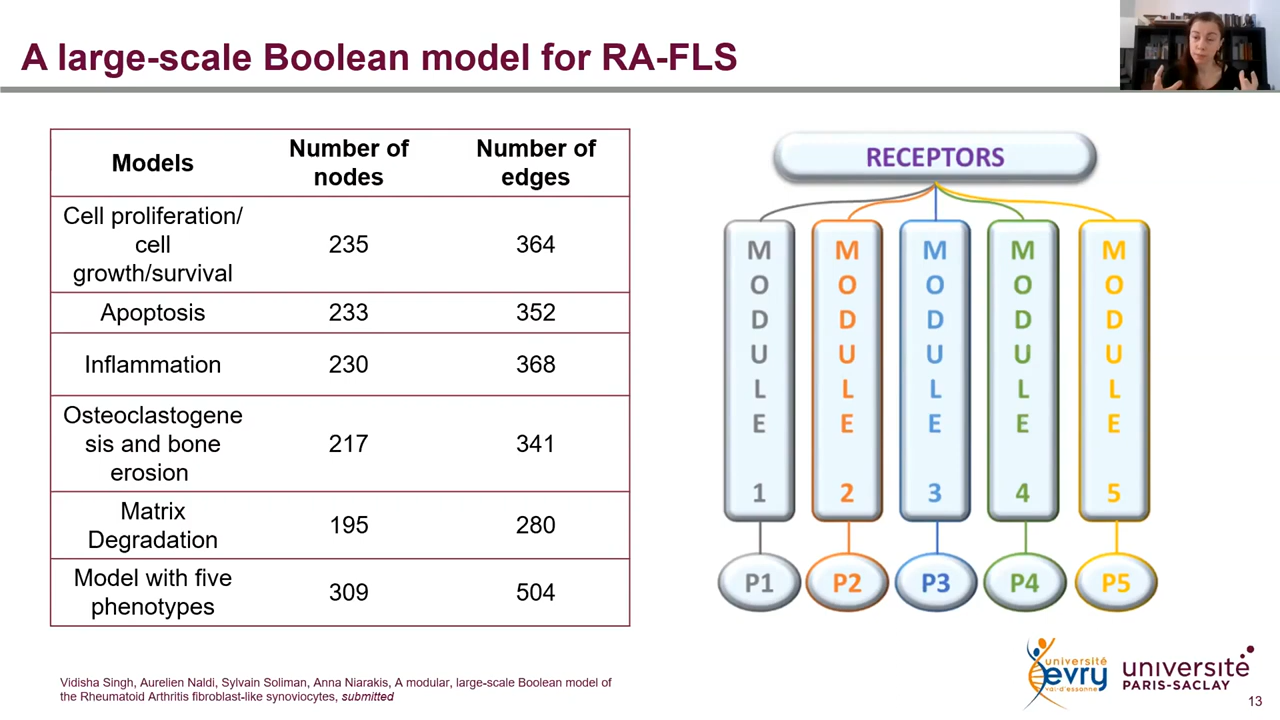 A large-scale Boolean model for RA-FLS
Models
Number of
nodes
Number of
edges
Cell proliferation/
cell
growth/survival
235
364
Apoptosis
233
352
Inflammation
230
368
Osteoclastogene
sis and bone
erosion
217
341
Matrix
Degradation
195
280
Model with five
phenotypes
309
504
RECEPTORS
MODULE 1
MODULE 2
MODULE 3
MODULE 4
MODULE 5
P1
P2
P3
P4
P5
Vidisha Singh, Aurelien Naldi, Sylvain Soliman, Anna Niarakis, A modular, large-scale Boolean model of
the Rheumatoid Arthritis fibroblast-like synoviocytes, submitted
université
evry
val-d'essonne
université
PARIS-SACLAY
13